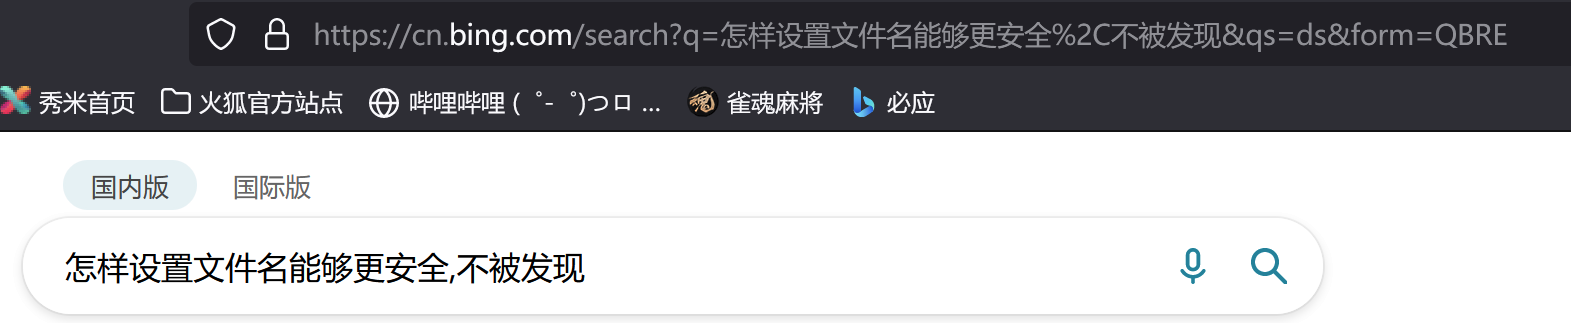 https://cn.bing.com/search?q=怎样设置文件名能够更安全%2C不被发现&qs=ds&form=QBRE
秀米首页 火狐官方站点 哔哩哔哩 ( ゜- ゜)つロ ... 雀魂麻將 必应
国内版 国际版
怎样设置文件名能够更安全,不被发现